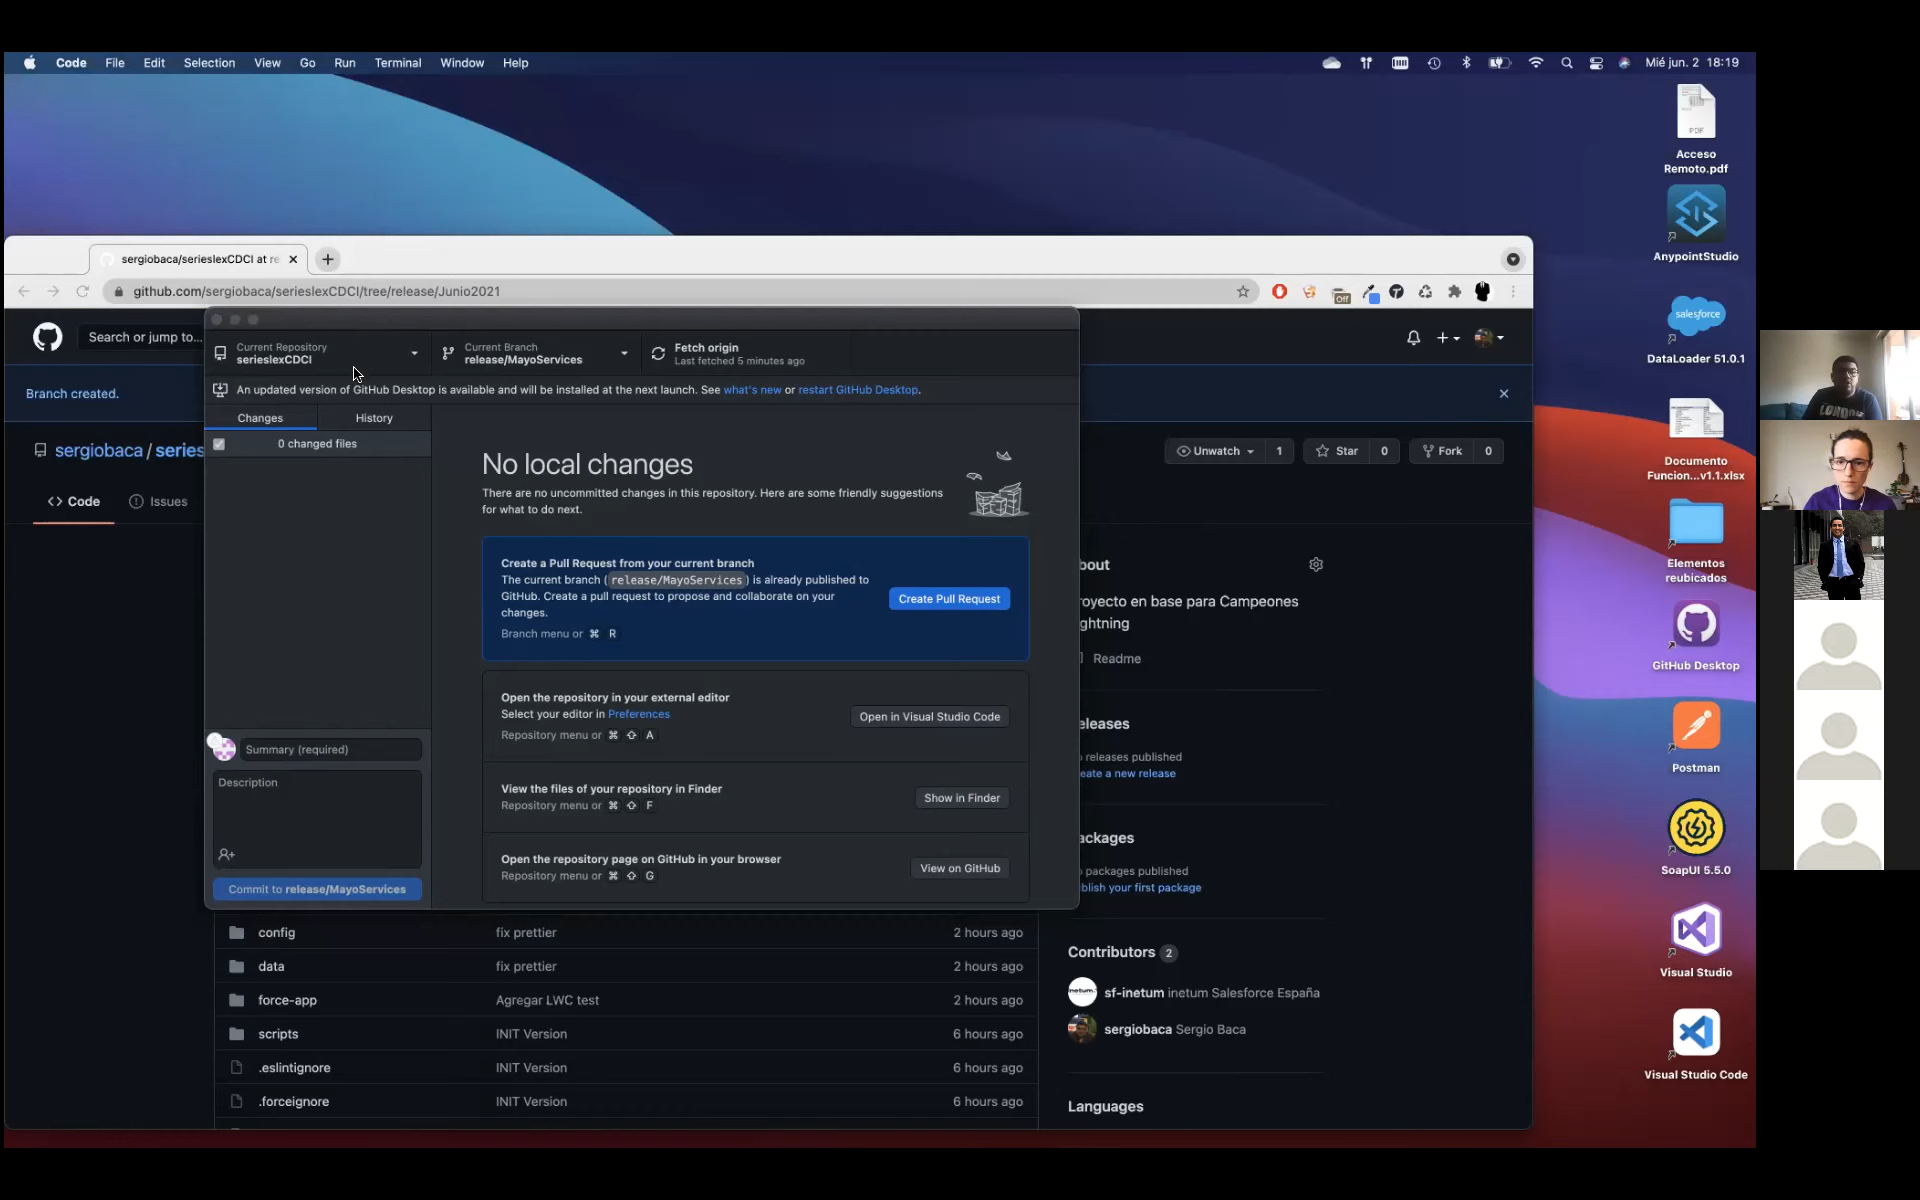 Code File Edit Selection View Go Run Terminal Window Help
Mié jun. 2 18:19
PDF
Acceso
Remoto.pdf
AnypointStudio
salesforce
DataLoader 51.0.1
Documento
Funcion...v1.1.xlsx
Elementos
reubicados
GitHub Desktop
Postman
SoapUI 5.5.0
Visual Studio
Visual Studio Code
LONDON
sergiobaca/serieslexCDCI at re
github.com/sergiobaca/serieslexCDCI/tree/release/Junio2021
Off
Search or jump to...
Branch created.
sergiobaca / series
Code
Issues
Unwatch 1
Star 0
Fork 0
Current Repository
serieslexCDCI
Current Branch
release/MayoServices
Fetch origin
Last fetched 5 minutes ago
An updated version of GitHub Desktop is available and will be installed at the next launch. See what's new or restart GitHub Desktop.
Changes
History
0 changed files
No local changes
There are no uncommitted changes in this repository. Here are some friendly suggestions
for what to do next.
Create a Pull Request from your current branch
The current branch (release/MayoServices) is already published to
GitHub. Create a pull request to propose and collaborate on your
changes.
Branch menu or ⌘ R
Create Pull Request
Open the repository in your external editor
Select your editor in Preferences
Repository menu or ⌘ ⇧ A
Open in Visual Studio Code
View the files of your repository in Finder
Repository menu or ⌘ ⇧ F
Show in Finder
Open the repository page on GitHub in your browser
Repository menu or ⌘ ⇧ G
View on GitHub
Summary (required)
Description
Commit to release/MayoServices
bout
royecto en base para Campeones
ghtning
Readme
eleases
releases published
eate a new release
ackages
packages published
blish your first package
Contributors 2
inetum.
sf-inetum inetum Salesforce España
sergiobaca Sergio Baca
Languages
config fix prettier 2 hours ago
data fix prettier 2 hours ago
force-app Agregar LWC test 2 hours ago
scripts INIT Version 6 hours ago
.eslintignore INIT Version 6 hours ago
.forceignore INIT Version 6 hours ago